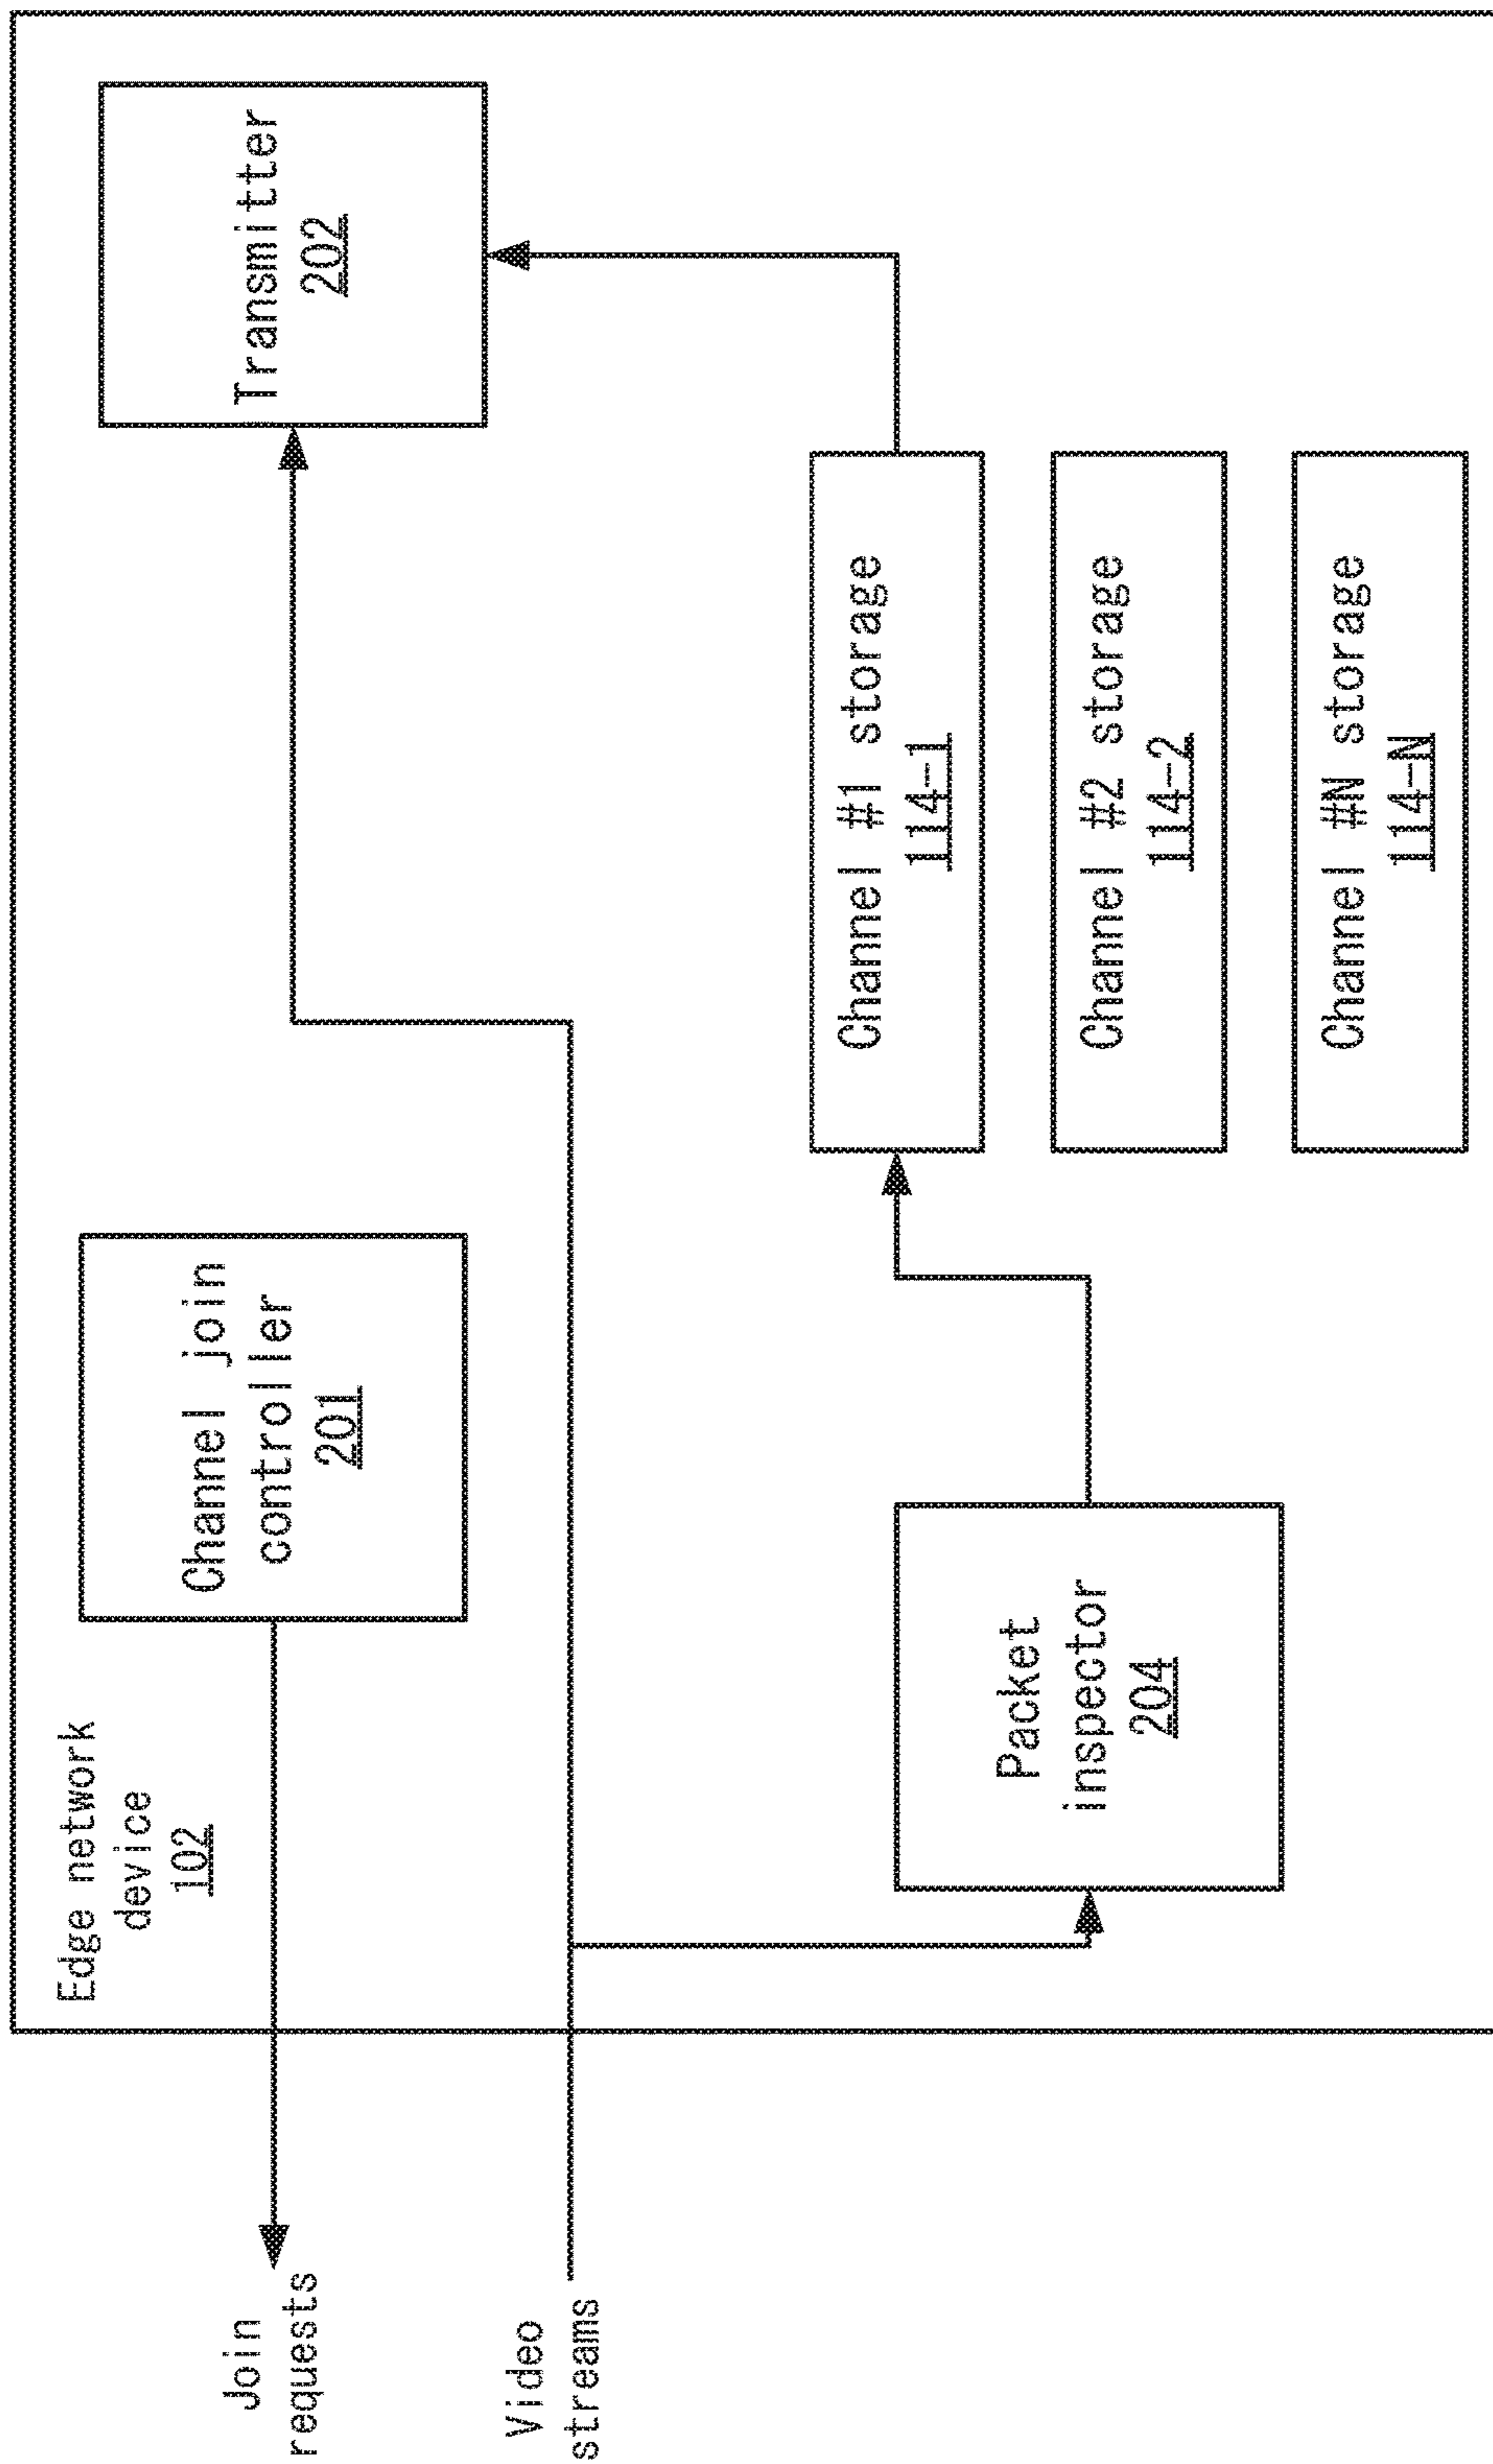 Edge network
device
102
Join
requests
Video
streams
Channel join
controller
201
Transmitter
202
Packet
inspector
204
Channel #1 storage
114-1
Channel #2 storage
114-2
Channel #N storage
114-N